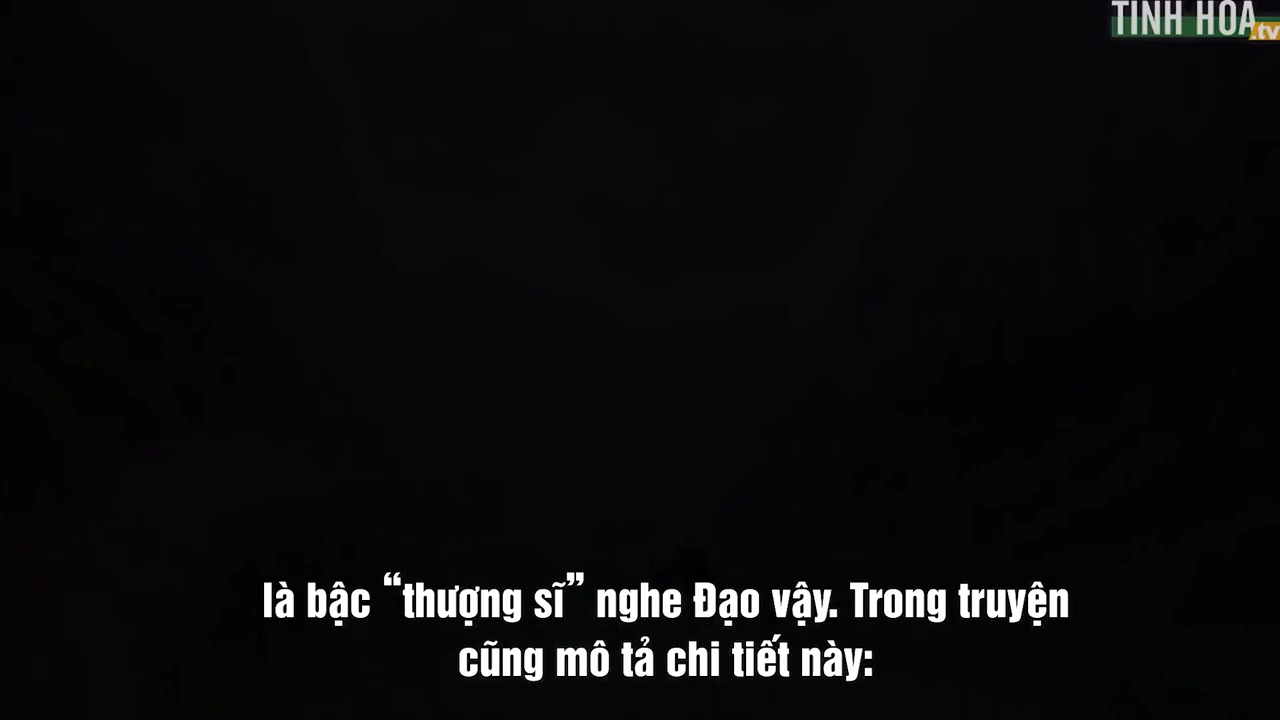 TINH HOA
.tv
là bậc “thượng sĩ” nghe Đạo vậy. Trong truyện
cũng mô tả chi tiết này: